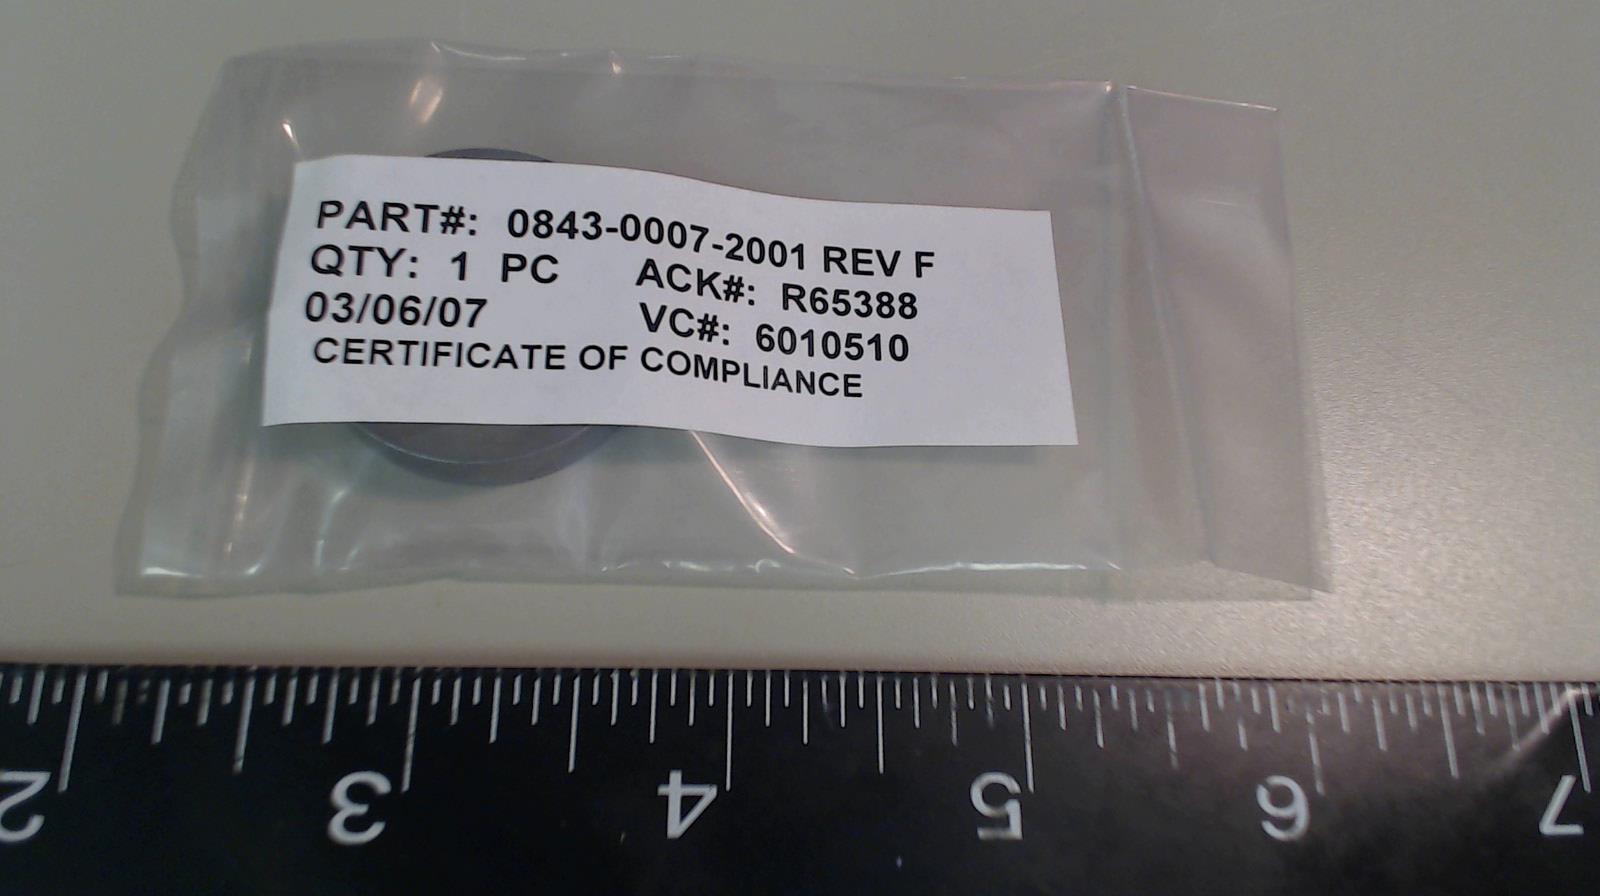 PART#: 0843-0007-2001 REV F
QTY: 1 PC ACK#: R65388
03/06/07 VC#: 6010510
CERTIFICATE OF COMPLIANCE
2 3 4 5 6 7